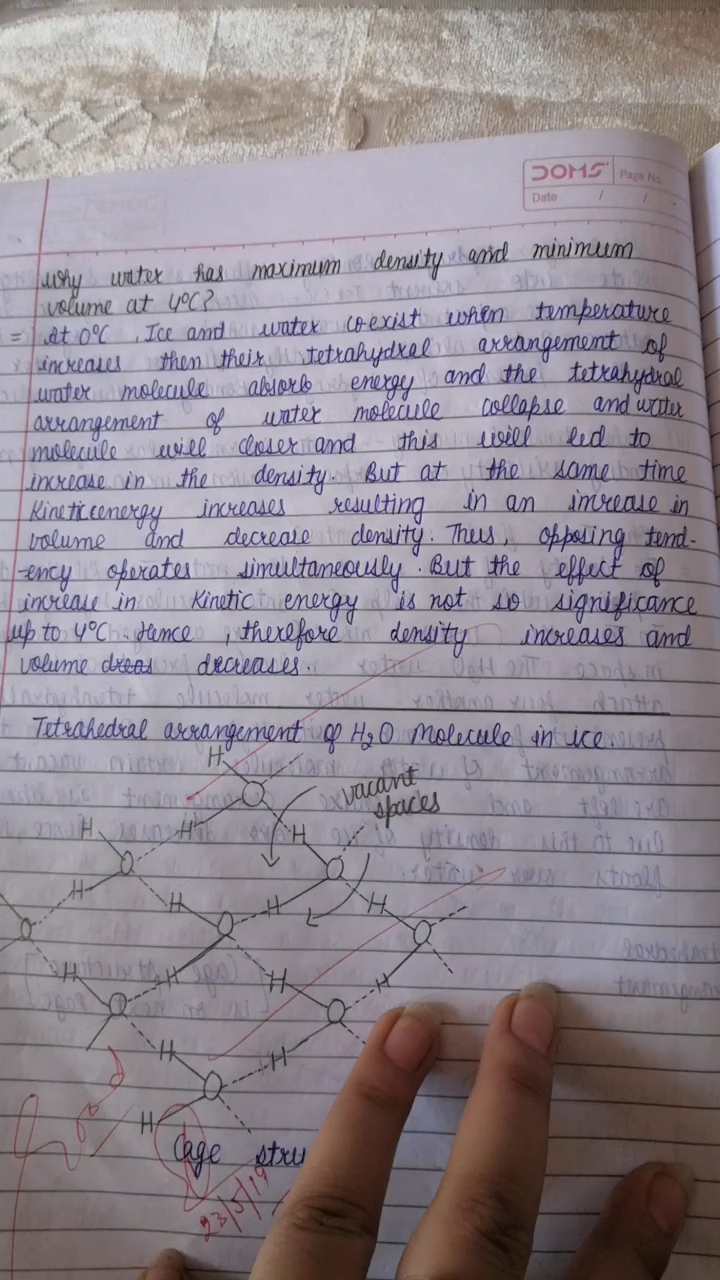 DOMS Page No.
Date / /
why water has maximum density and minimum
volume at 4°C?
= At 0°C , Ice and water coexist when temperature
increases then their tetrahydral arrangement of
water molecule absorb energy and the tetrahydral
arrangement of water molecule collapse and water
molecule will closer and this will led to
increase in the density. But at the same time
Kineticeenergy increases resulting in an increase in
volume and decrease density. Thus, opposing tend-
-ency operates simultaneously. But the effect of
increase in Kinetic energy is not so significance
up to 4°C. Hence , therefore density increases and
volume dreas decreases.
Tetrahedral arrangement of H2O Molecule in ice.
H O
vacant
spaces
H H H
O O
H H H H
O O O
H H H H
O O
H H
O
H
Cage stru
23/5/19